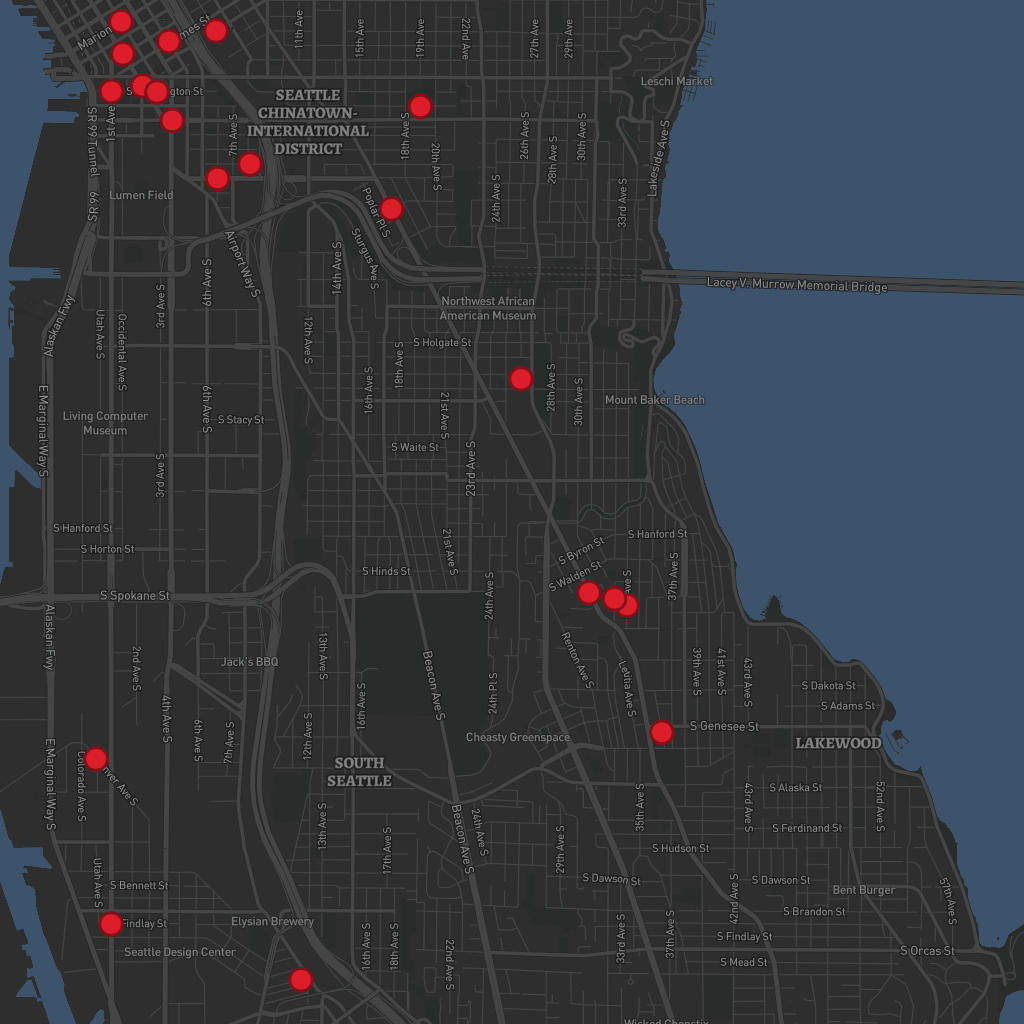 Marion
mes St
11th Ave
15th Ave
19th Ave
22nd Ave
27th Ave
29th Ave
Leschi Market
S
ngton St
SEATTLE
CHINATOWN-
INTERNATIONAL
DISTRICT
SR 99 Tunnel
1st Ave
7th Ave S
18th Ave S
20th Ave S
26th Ave S
28th Ave S
30th Ave S
Lakeside Ave S
Lumen Field
SR 99
Poplar Pl S
24th Ave S
33rd Ave S
Airport Way S
Sturgus Ave S
14th Ave S
6th Ave S
Lacey V. Murrow Memorial Bridge
Northwest African
American Museum
Alaskan Fwy
Utah Ave S
Occidental Ave S
3rd Ave S
12th Ave S
S Holgate St
18th Ave S
16th Ave S
28th Ave S
30th Ave S
21st Ave S
Mount Baker Beach
E Marginal Way S
6th Ave S
Living Computer
Museum
S Stacy St
S Waite St
23rd Ave S
3rd Ave S
S Hanford St
S Horton St
S Hanford St
21st Ave S
S Byron St
S Walden St
S Hinds St
24th Ave S
Ave S
37th Ave S
S Spokane St
Alaskan Fwy
2nd Ave S
Jack's BBQ
13th Ave S
Beacon Ave S
24th Pl S
Renton Ave S
Letitia Ave S
39th Ave S
41st Ave S
43rd Ave S
S Dakota St
S Adams St
4th Ave S
6th Ave S
7th Ave S
12th Ave S
16th Ave S
Cheasty Greenspace
S Genesee St
LAKEWOOD
SOUTH
SEATTLE
E Marginal Way S
Colorado Ave S
nver Ave S
13th Ave S
17th Ave S
Beacon Ave S
24th Ave S
29th Ave S
35th Ave S
43rd Ave S
S Alaska St
52nd Ave S
S Ferdinand St
S Hudson St
Utah Ave S
S Bennett St
S Dawson St
42nd Ave S
S Dawson St
Bent Burger
57th Ave S
S Brandon St
Findlay St
Elysian Brewery
16th Ave S
18th Ave S
22nd Ave S
33rd Ave S
37th Ave S
S Findlay St
Seattle Design Center
S Orcas St
S Mead St
Wicked Chopstix